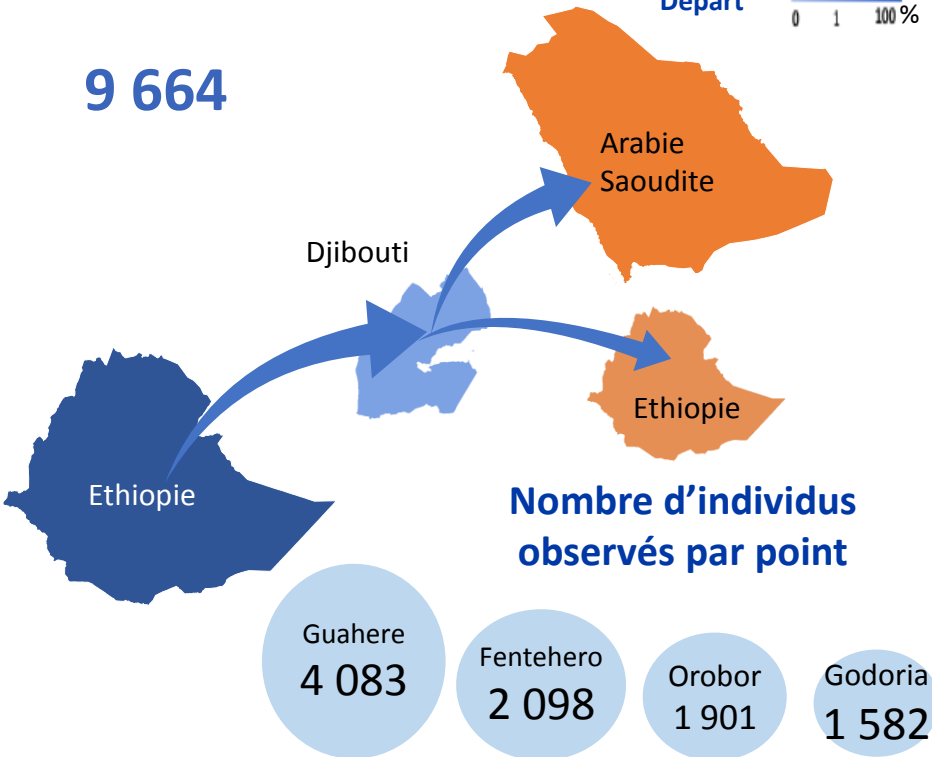 Départ
0 1 100 %
9 664
Arabie
Saoudite
Djibouti
Ethiopie
Ethiopie
Nombre d’individus
observés par point
Guahere
4 083
Fentehero
2 098
Orobor
1 901
Godoria
1 582